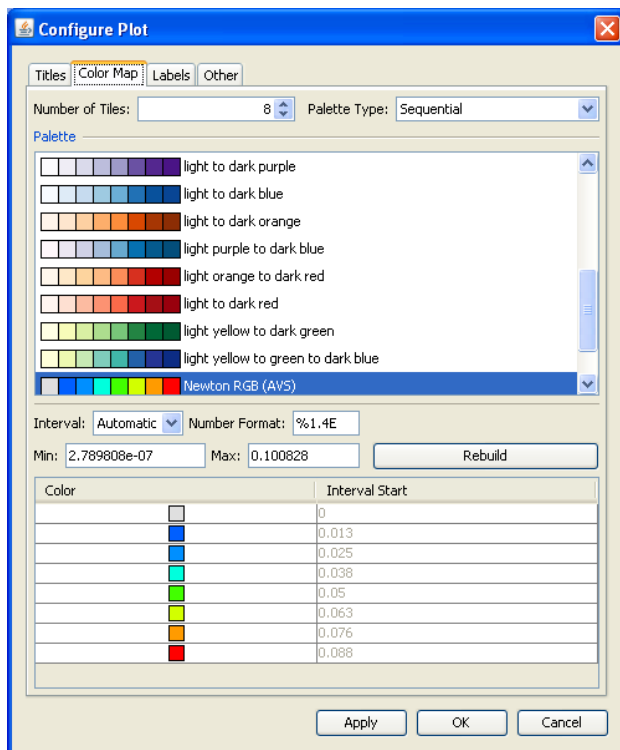 Configure Plot
Titles Color Map Labels Other
Number of Tiles: 8 Palette Type: Sequential
Palette
light to dark purple
light to dark blue
light to dark orange
light purple to dark blue
light orange to dark red
light to dark red
light yellow to dark green
light yellow to green to dark blue
Newton RGB (AVS)
Interval: Automatic Number Format: %1.4E
Min: 2.789808e-07 Max: 0.100828 Rebuild
Color Interval Start
0
0.013
0.025
0.038
0.05
0.063
0.076
0.088
Apply OK Cancel